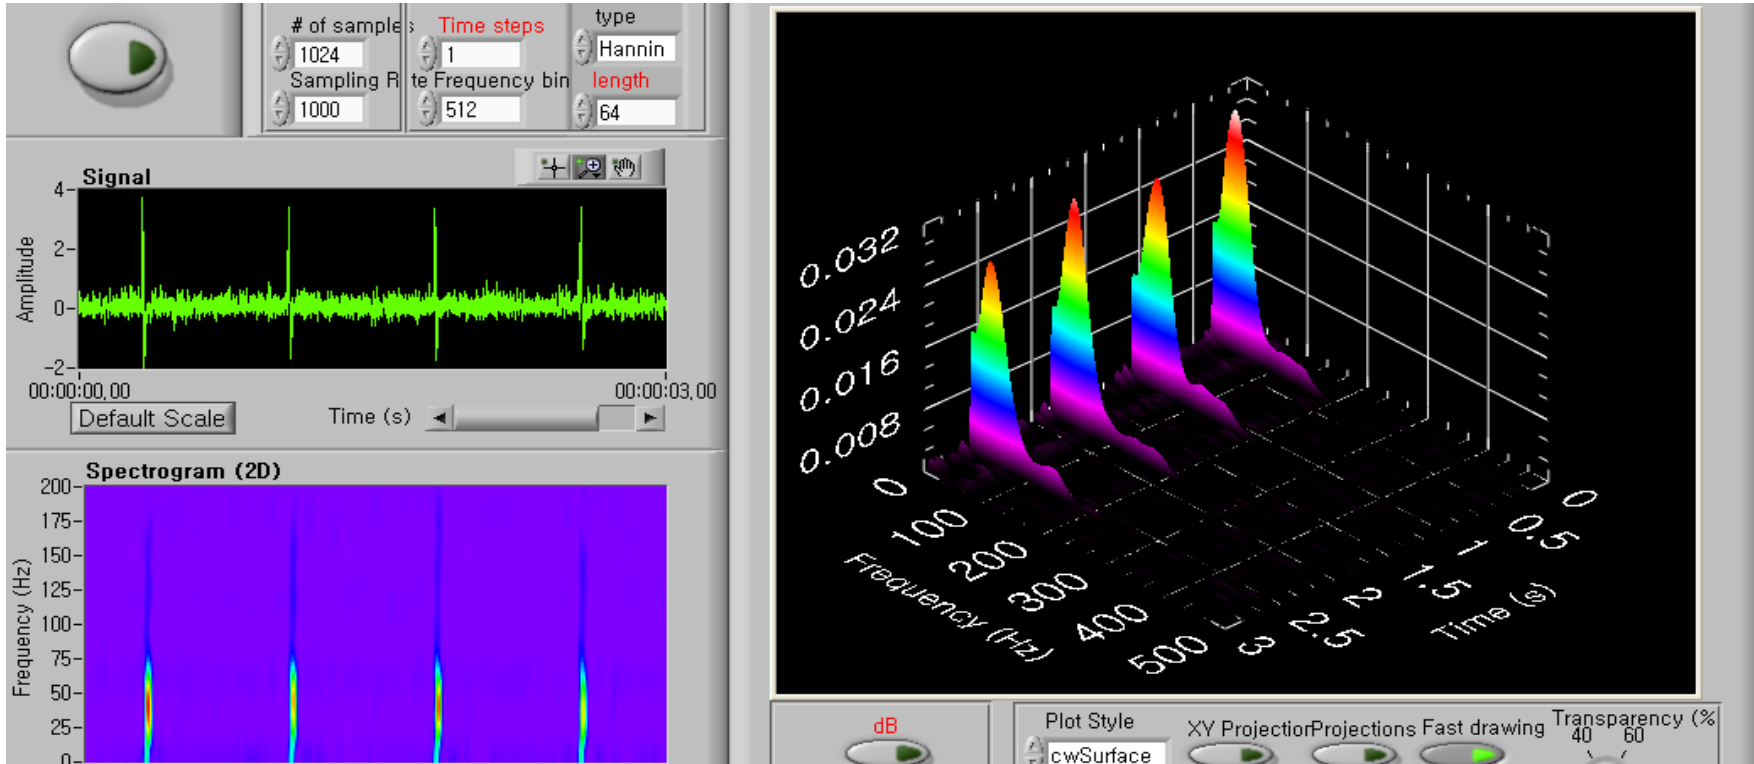 # of samples Time steps type
1024 1 Hannin
Sampling R te Frequency bin length
1000 512 64
Signal
Amplitude
4
2
0
-2
00:00:00,00 00:00:03,00
Default Scale Time (s)
Spectrogram (2D)
Frequency (Hz)
200
175
150
125
100
75
50
25
0
0.032
0.024
0.016
0.008
0 100 200 300 400 500
Frequency (Hz)
0 0.5 1 1.5 2 2.5 3
Time (s)
dB
Plot Style XY Projection Projections Fast drawing Transparency (%
40 60
cwSurface